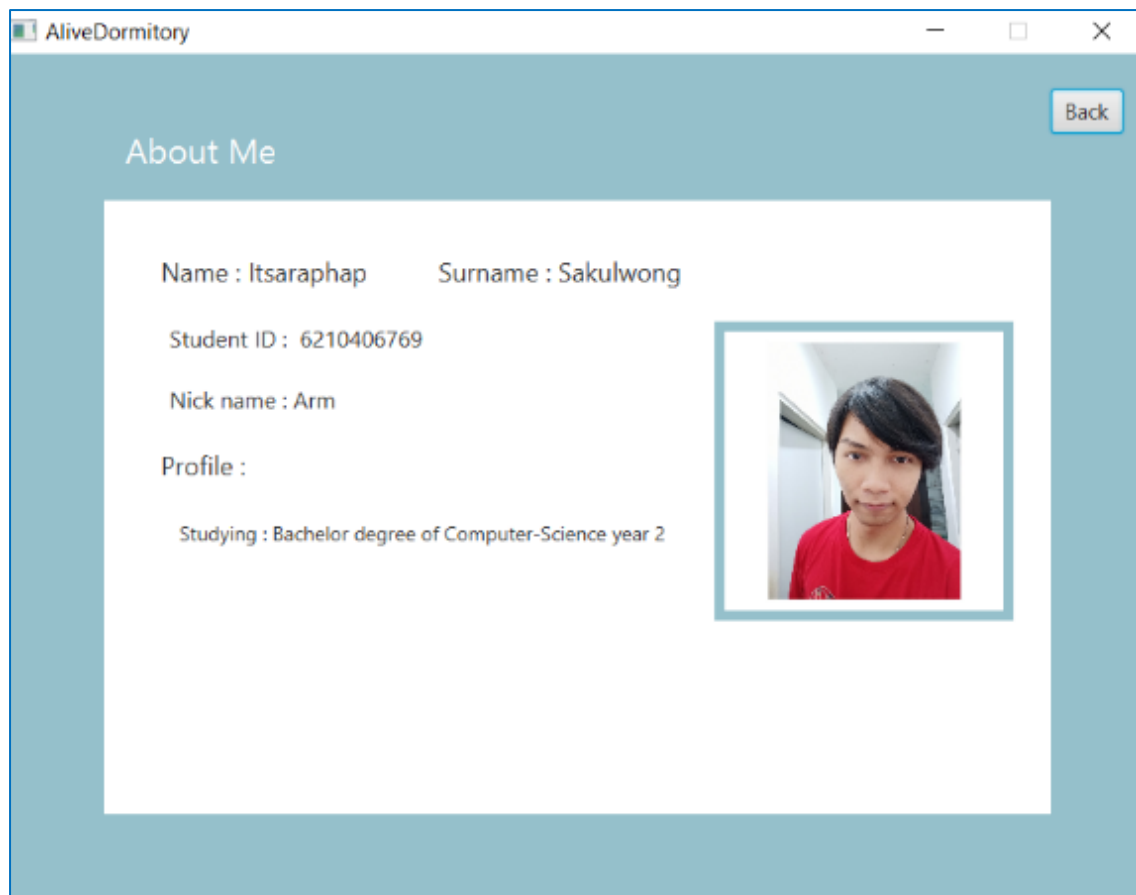 AliveDormitory
Back
About Me
Name : Itsaraphap Surname : Sakulwong
Student ID : 6210406769
Nick name : Arm
Profile :
Studying : Bachelor degree of Computer-Science year 2